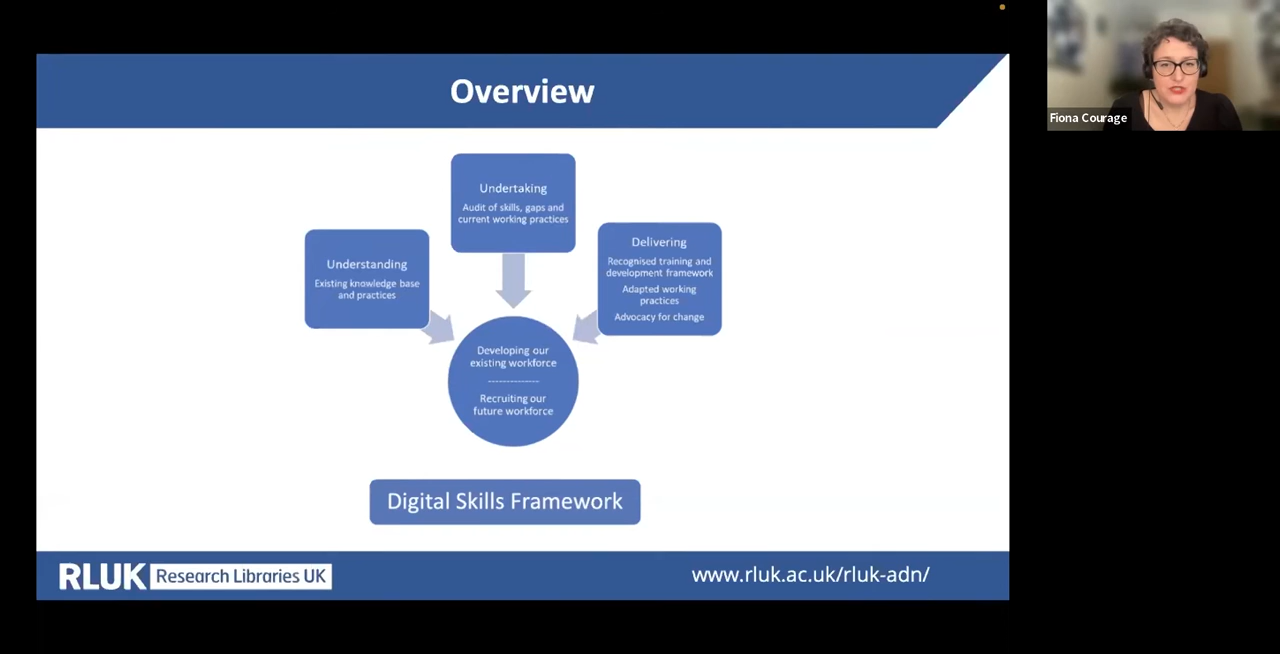 Overview
Fiona Courage
Undertaking
Audit of skills, gaps and
current working practices
Understanding
Existing knowledge base
and practices
Delivering
Recognised training and
development framework
Adapted working
practices
Advocacy for change
Developing our
existing workforce
--------------
Recruiting our
future workforce
Digital Skills Framework
RLUK Research Libraries UK
www.rluk.ac.uk/rluk-adn/